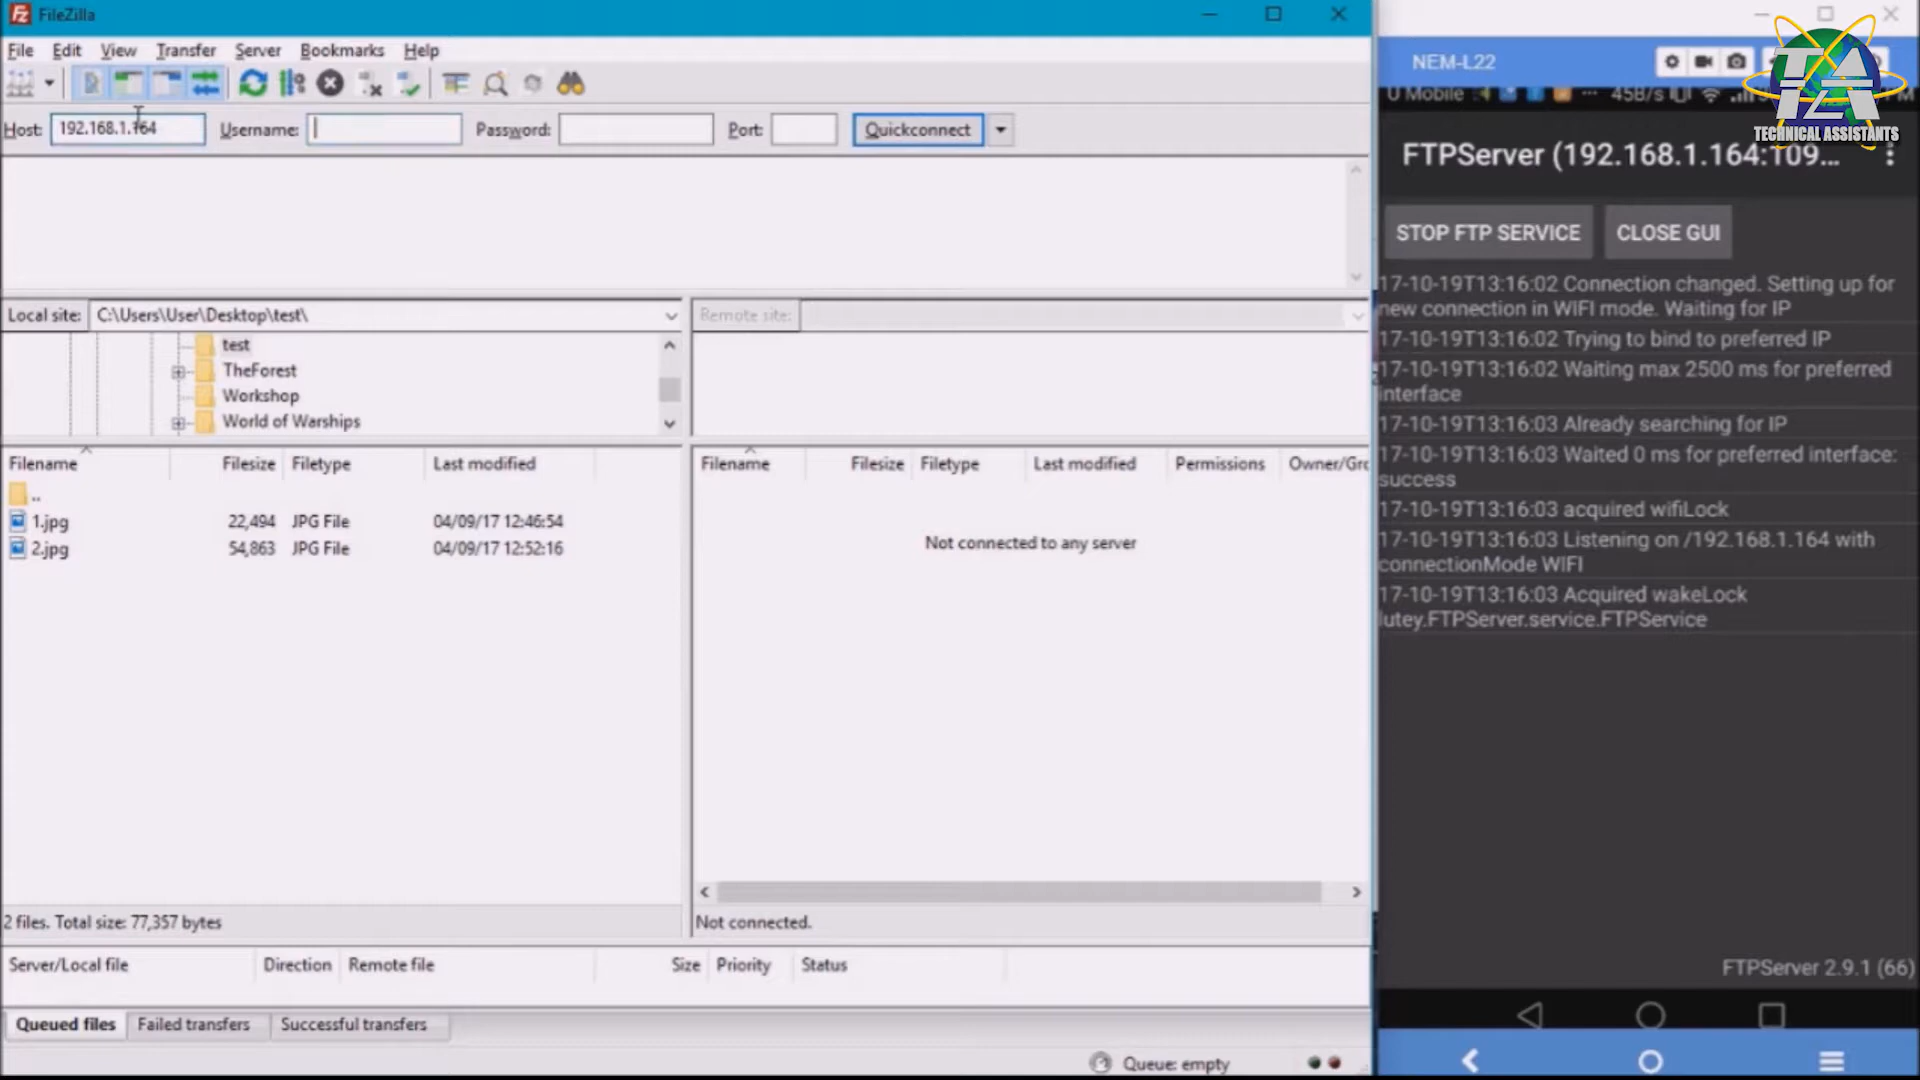 FileZilla
File Edit View Transfer Server Bookmarks Help
Host: 192.168.1.164 Username: Password: Port: Quickconnect
Local site: C:\Users\User\Desktop\test\
Remote site:
test
TheForest
Workshop
World of Warships
Filename Filesize Filetype Last modified
..
1.jpg 22,494 JPG File 04/09/17 12:46:54
2.jpg 54,863 JPG File 04/09/17 12:52:16
2 files. Total size: 77,357 bytes
Filename Filesize Filetype Last modified Permissions Owner/Gro
Not connected to any server
Not connected.
Server/Local file Direction Remote file Size Priority Status
Queued files Failed transfers Successful transfers
Queue: empty
NEM-L22
TA
TECHNICAL ASSISTANTS
U Mobile 45B/s
FTPServer (192.168.1.164:109...
STOP FTP SERVICE CLOSE GUI
17-10-19T13:16:02 Connection changed. Setting up for
new connection in WIFI mode. Waiting for IP
17-10-19T13:16:02 Trying to bind to preferred IP
17-10-19T13:16:02 Waiting max 2500 ms for preferred
interface
17-10-19T13:16:03 Already searching for IP
17-10-19T13:16:03 Waited 0 ms for preferred interface:
success
17-10-19T13:16:03 acquired wifiLock
17-10-19T13:16:03 Listening on /192.168.1.164 with
connectionMode WIFI
17-10-19T13:16:03 Acquired wakeLock
lutey.FTPServer.service.FTPService
FTPServer 2.9.1 (66)